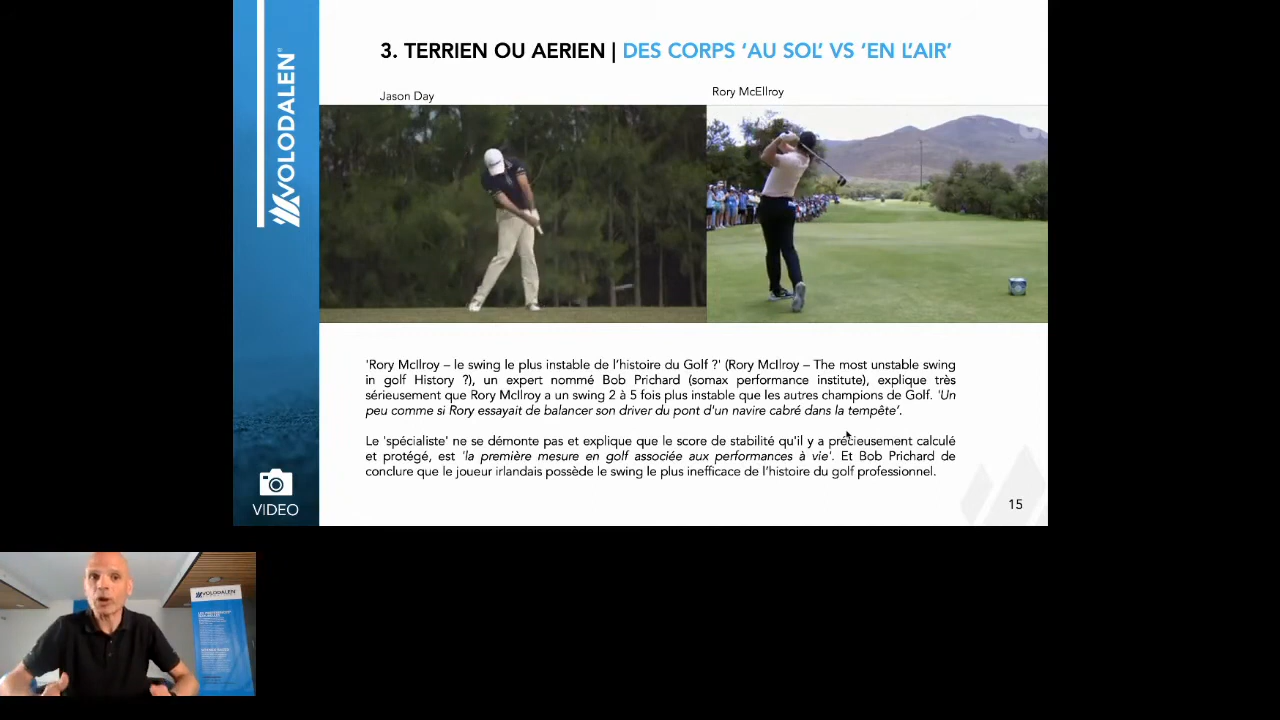 3. TERRIEN OU AERIEN | DES CORPS ‘AU SOL’ VS ‘EN L’AIR’
Jason Day
Rory McEllroy
VOLODALEN
'Rory McIlroy – le swing le plus instable de l’histoire du Golf ?' (Rory McIlroy – The most unstable swing
in golf History ?), un expert nommé Bob Prichard (somax performance institute), explique très
sérieusement que Rory McIlroy a un swing 2 à 5 fois plus instable que les autres champions de Golf. 'Un
peu comme si Rory essayait de balancer son driver du pont d'un navire cabré dans la tempête’.
Le 'spécialiste' ne se démonte pas et explique que le score de stabilité qu'il y a précieusement calculé
et protégé, est 'la première mesure en golf associée aux performances à vie'. Et Bob Prichard de
conclure que le joueur irlandais possède le swing le plus inefficace de l’histoire du golf professionnel.
VIDEO
15
VOLODALEN